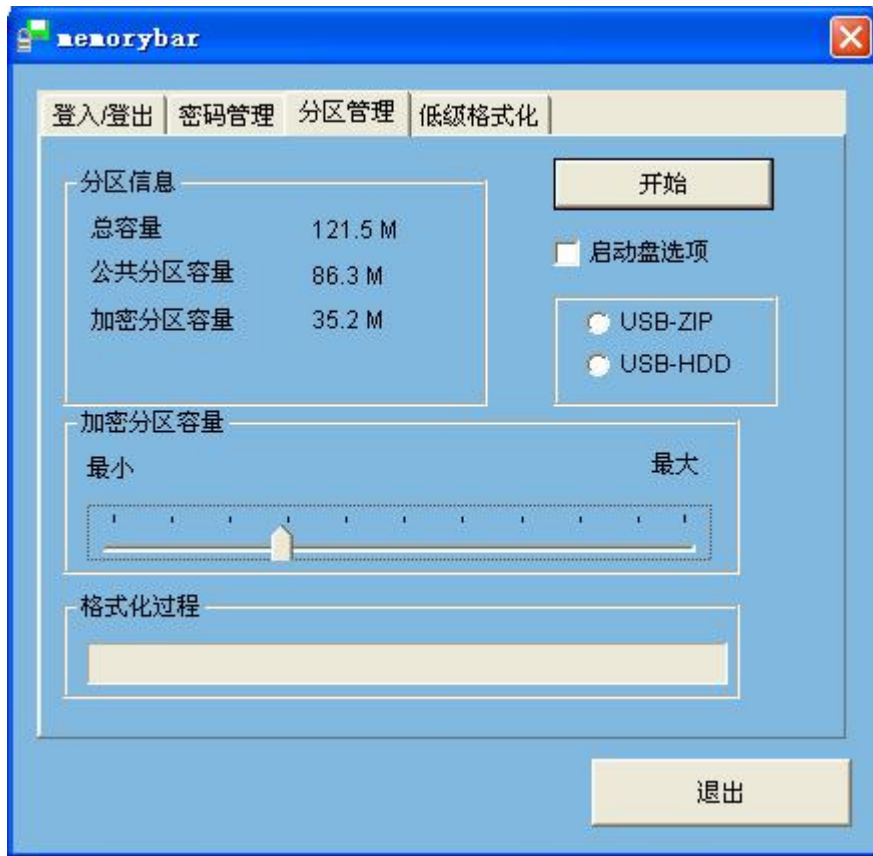 memorybar
登入/登出 密码管理 分区管理 低级格式化
分区信息
总容量 121.5 M
公共分区容量 86.3 M
加密分区容量 35.2 M
开始
启动盘选项
USB-ZIP
USB-HDD
加密分区容量
最小 最大
格式化过程
退出